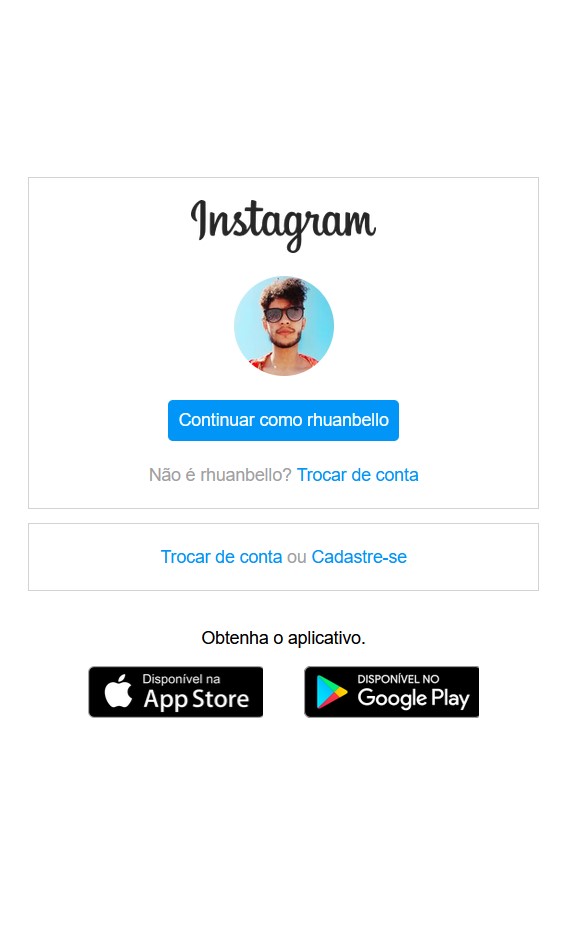 Instagram
Continuar como rhuanbello
Não é rhuanbello? Trocar de conta
Trocar de conta ou Cadastre-se
Obtenha o aplicativo.
Disponível na
App Store
DISPONÍVEL NO
Google Play